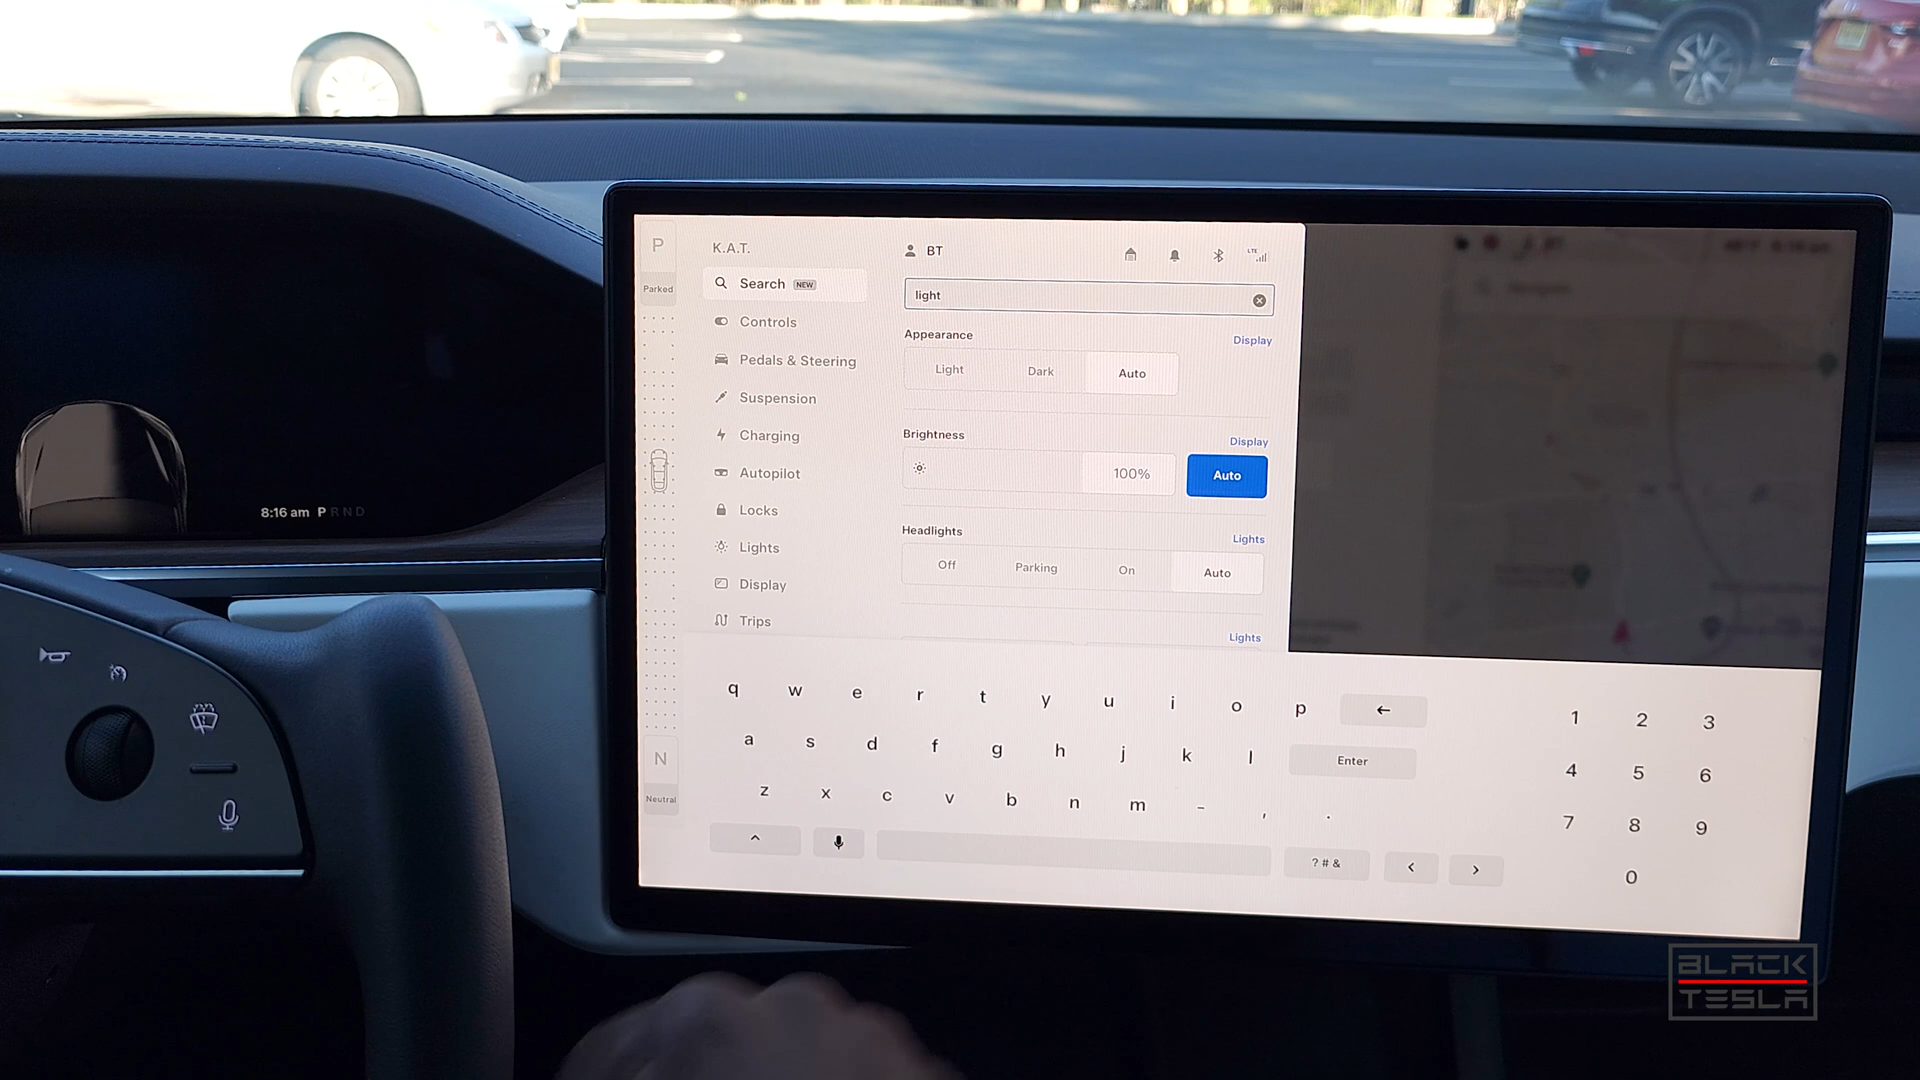 P
Parked
K.A.T.
BT
LTE
Search NEW
light
Controls
Pedals & Steering
Suspension
Charging
Autopilot
Locks
Lights
Display
Trips
Appearance
Display
Light Dark Auto
Brightness
Display
100% Auto
Headlights
Lights
Off Parking On Auto
Lights
8:16 am P R N D
N
Neutral
q w e r t y u i o p ←
a s d f g h j k l Enter
z x c v b n m - , .
^ ? # & < >
1 2 3
4 5 6
7 8 9
0
BLACK
TESLA